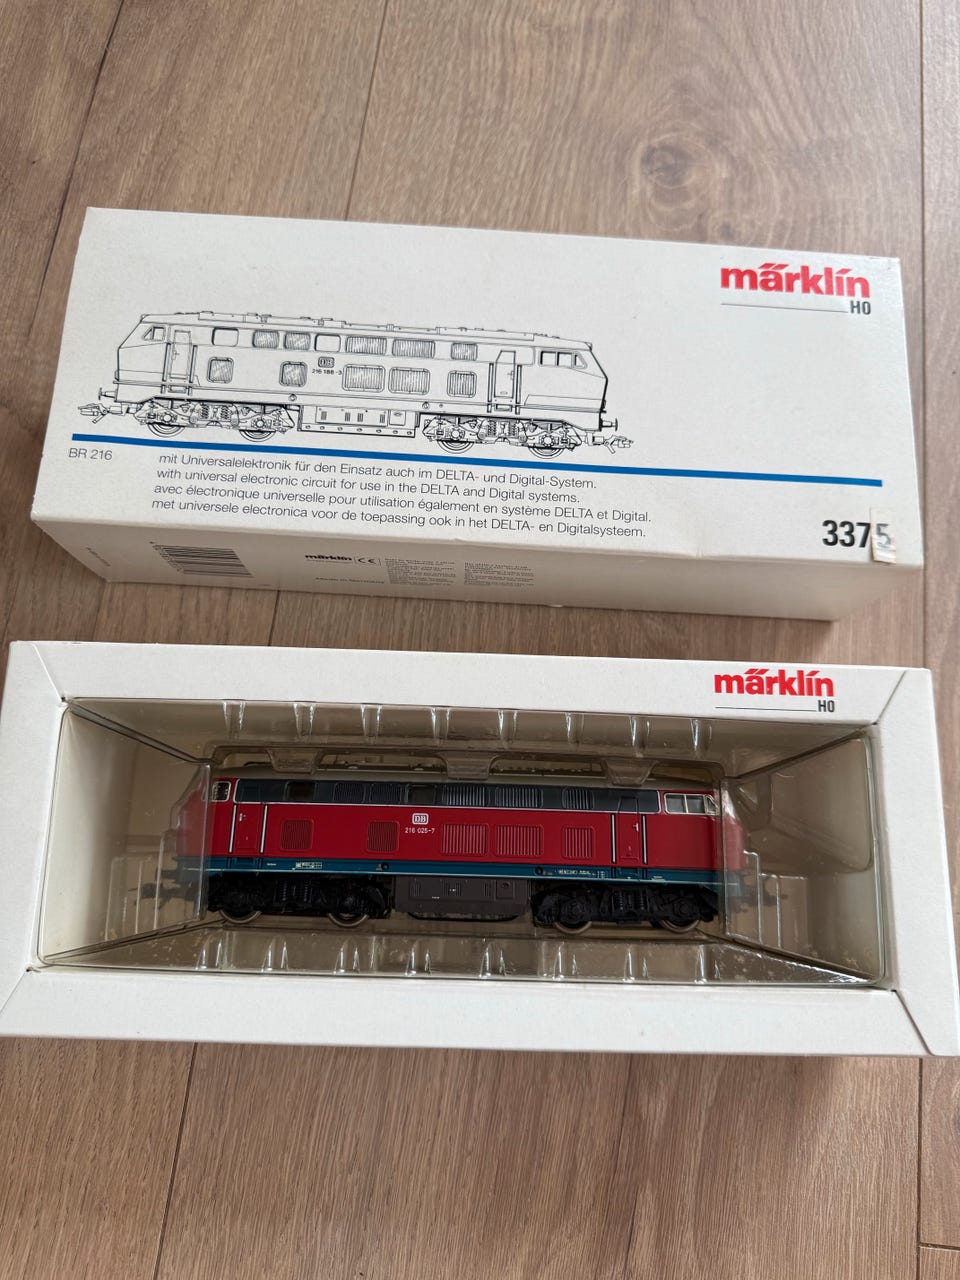 märklin
H0
DB
216 188-3
BR 216
mit Universalelektronik für den Einsatz auch im DELTA- und Digital-System.
with universal electronic circuit for use in the DELTA and Digital systems.
avec électronique universelle pour utilisation également en système DELTA et Digital.
met universele electronica voor de toepassing ook in het DELTA- en Digitalsysteem.
3375
märklin
CE
märklin
H0
DB
216 025-7